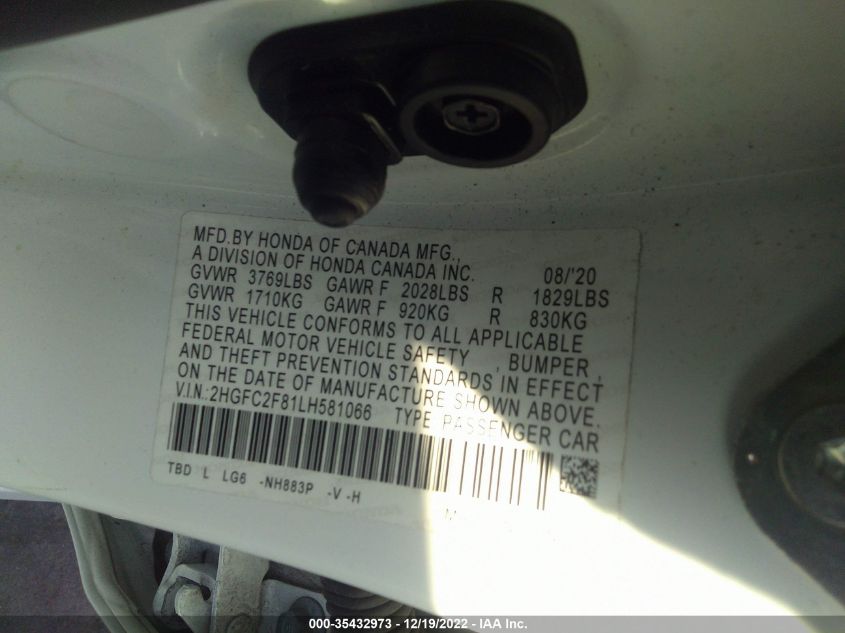 MFD.BY HONDA OF CANADA MFG.,
A DIVISION OF HONDA CANADA INC. 08/'20
GVWR 3769LBS GAWR F 2028LBS R 1829LBS
GVWR 1710KG GAWR F 920KG R 830KG
THIS VEHICLE CONFORMS TO ALL APPLICABLE
FEDERAL MOTOR VEHICLE SAFETY , BUMPER ,
AND THEFT PREVENTION STANDARDS IN EFFECT
ON THE DATE OF MANUFACTURE SHOWN ABOVE.
V.I.N.:2HGFC2F81LH581066 TYPE PASSENGER CAR
TBD L LG6 -NH883P -V -H
M
000-35432973 – 12/19/2022 – IAA Inc.